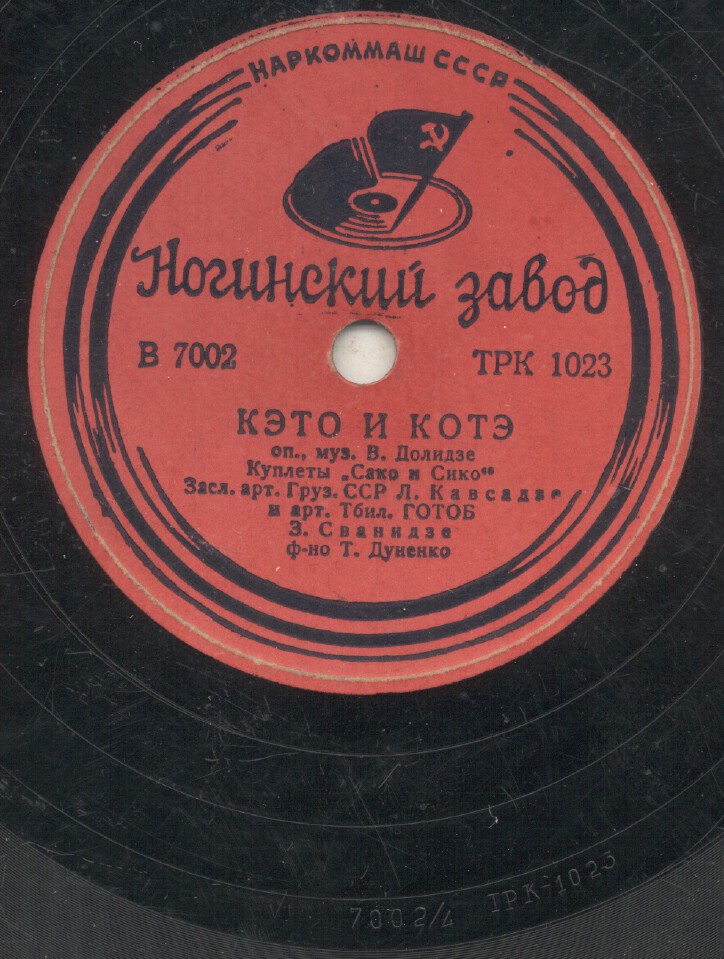 НАРКОММАШ СССР
Ногинский завод
В 7002 ТРК 1023
КЭТО И КОТЭ
оп., муз. В. Долидзе
Куплеты „Сако и Сико“
Засл. арт. Груз. ССР Л. Кавсадзе
и арт. Тбил. ГОТОБ
З. Сванидзе
ф-но Т. Дуненко
7002/4 ТРК-1023